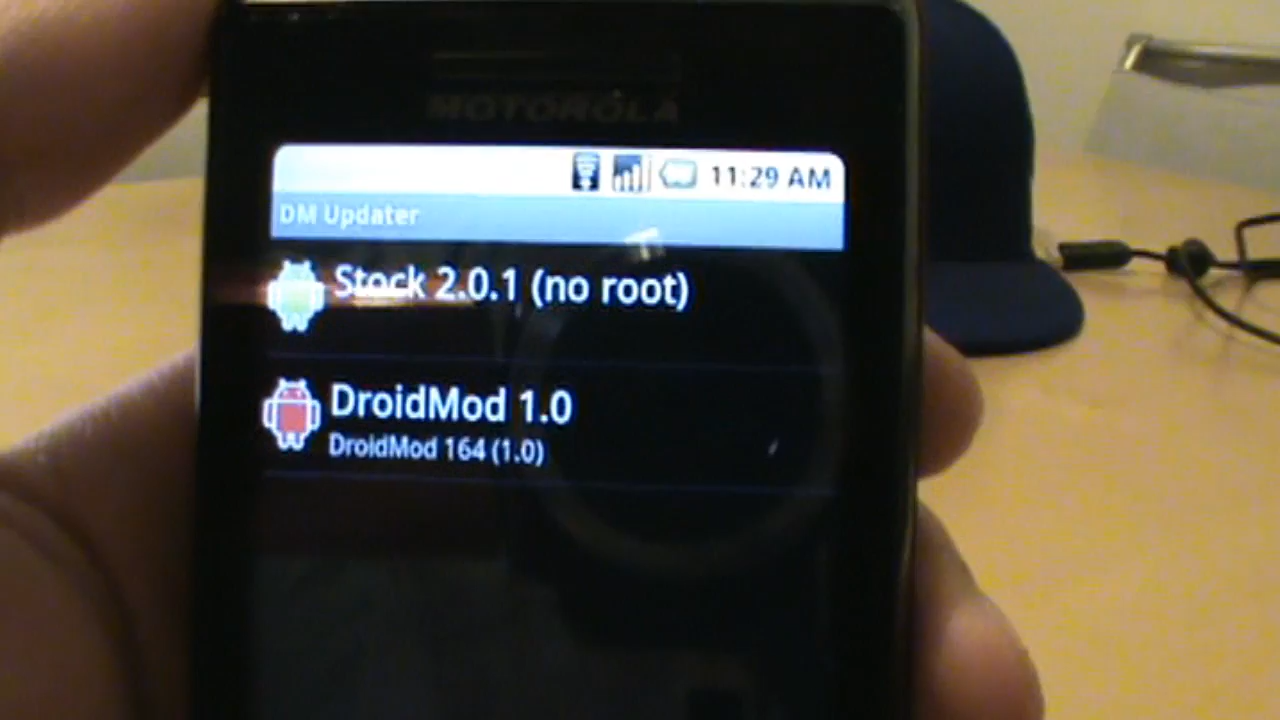 MOTOROLA
11:29 AM
DM Updater
Stock 2.0.1 (no root)
DroidMod 1.0
DroidMod 164 (1.0)